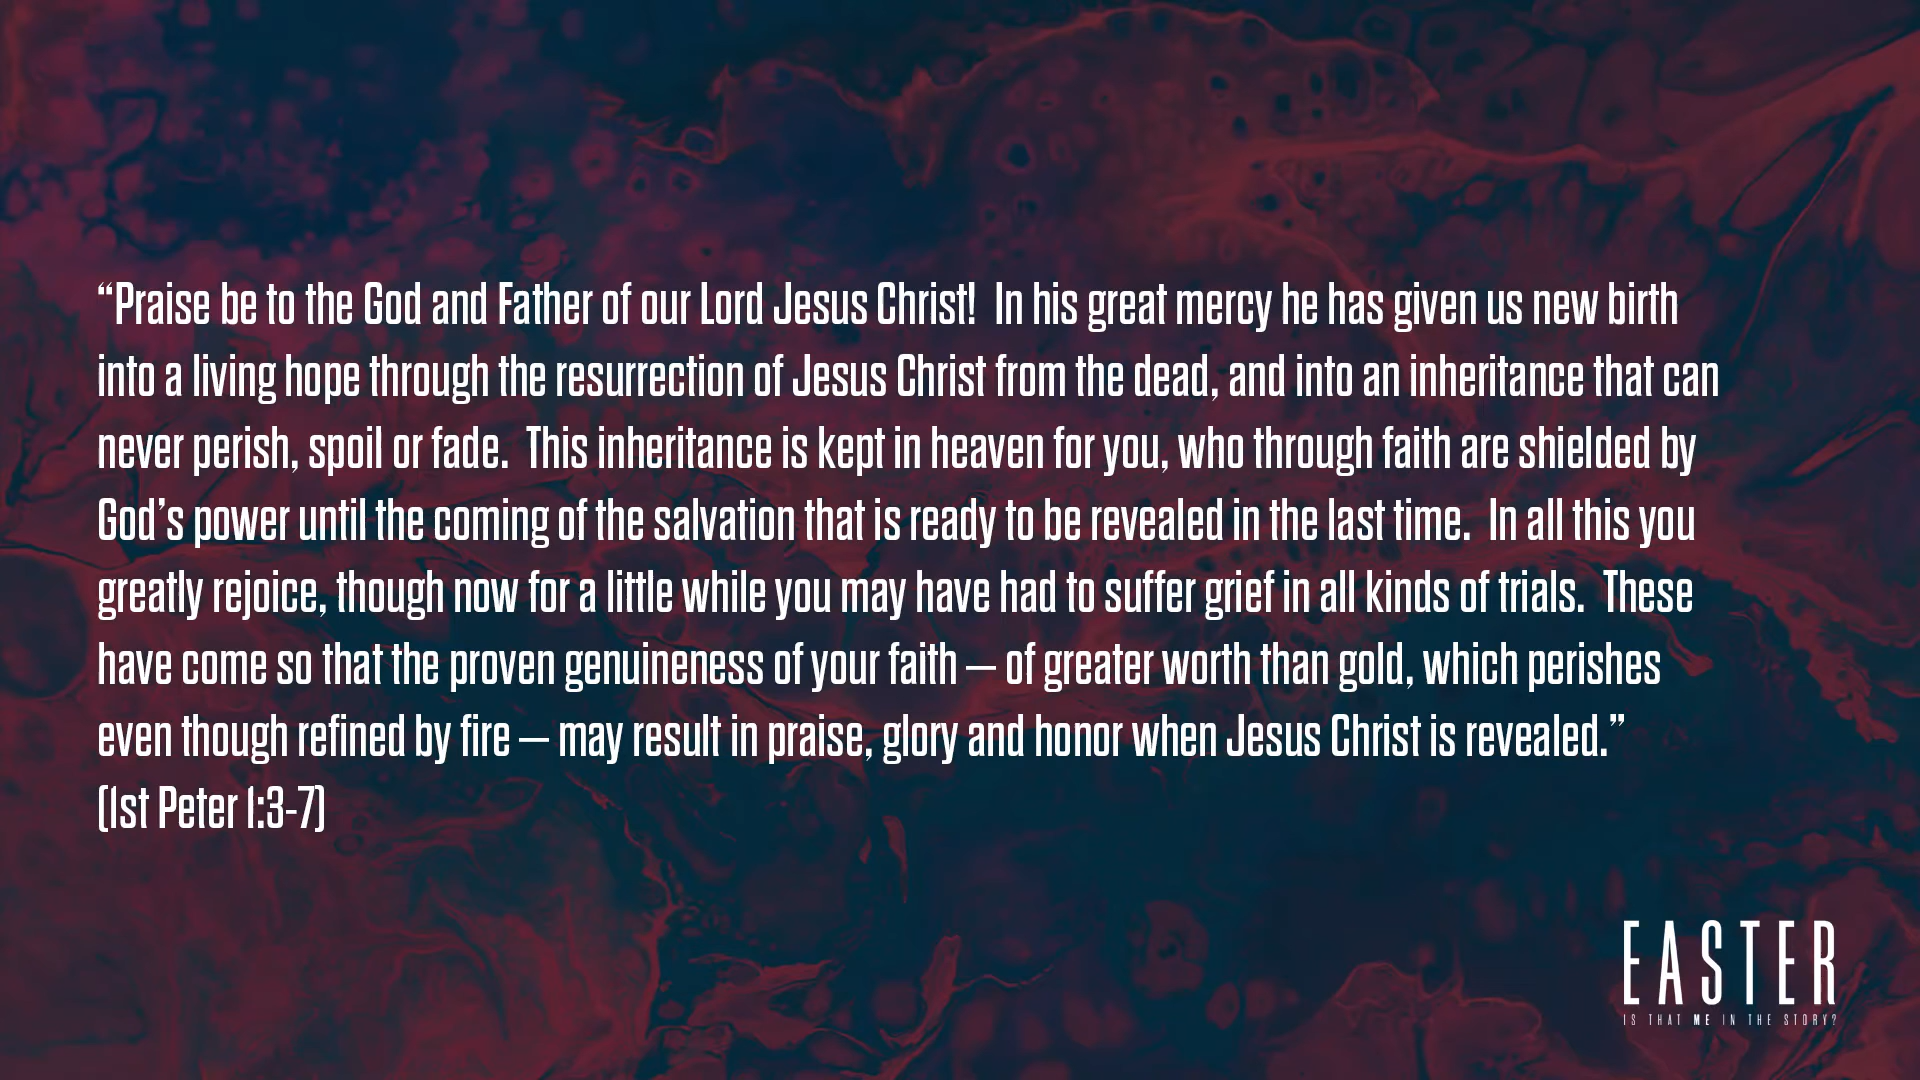 “Praise be to the God and Father of our Lord Jesus Christ!  In his great mercy he has given us new birth
into a living hope through the resurrection of Jesus Christ from the dead, and into an inheritance that can
never perish, spoil or fade.  This inheritance is kept in heaven for you, who through faith are shielded by
God’s power until the coming of the salvation that is ready to be revealed in the last time.  In all this you
greatly rejoice, though now for a little while you may have had to suffer grief in all kinds of trials.  These
have come so that the proven genuineness of your faith — of greater worth than gold, which perishes
even though refined by fire — may result in praise, glory and honor when Jesus Christ is revealed.”
(1st Peter 1:3-7)
EASTER
IS THAT ME IN THE STORY?